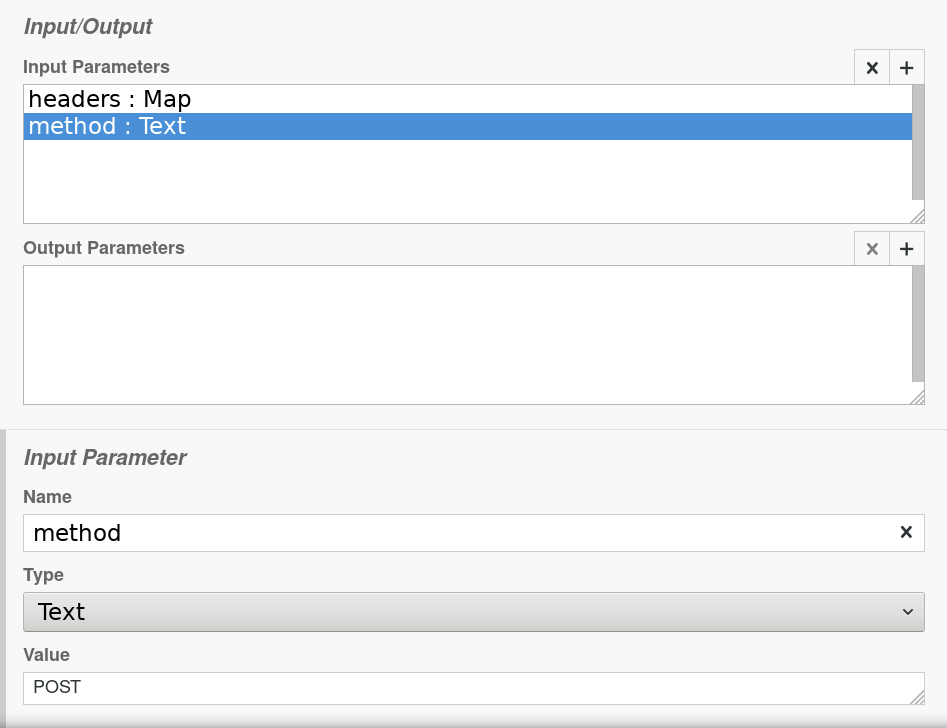 Input/Output
Input Parameters
headers : Map
method : Text
Output Parameters
Input Parameter
Name
method
Type
Text
Value
POST